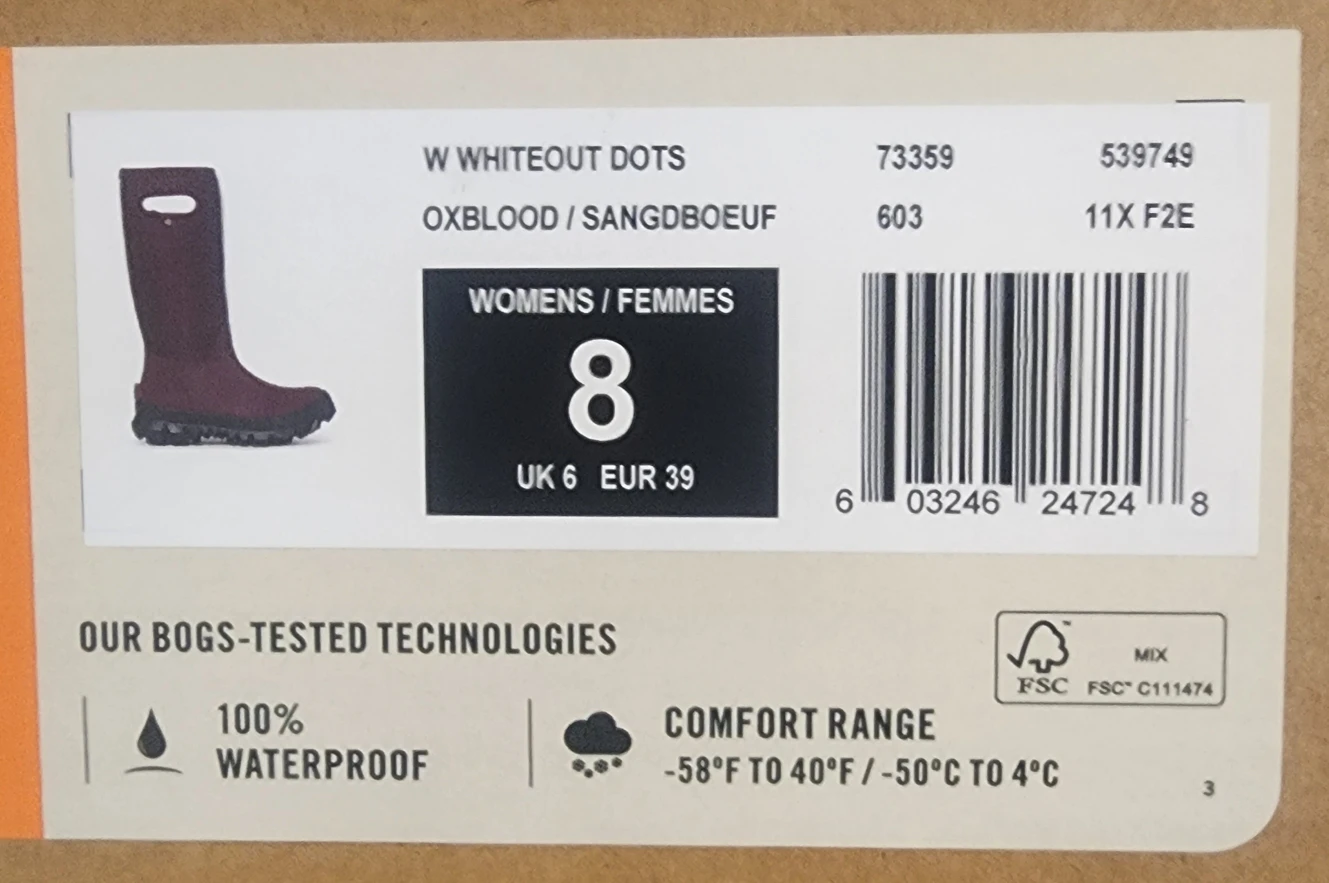 W WHITEOUT DOTS 73359 539749
OXBLOOD / SANGDBOEUF 603 11X F2E
WOMENS / FEMMES
8
UK 6 EUR 39
6 03246 24724 8
OUR BOGS-TESTED TECHNOLOGIES
MIX
FSC FSC™ C111474
100%
WATERPROOF
COMFORT RANGE
-58°F TO 40°F / -50°C TO 4°C
3